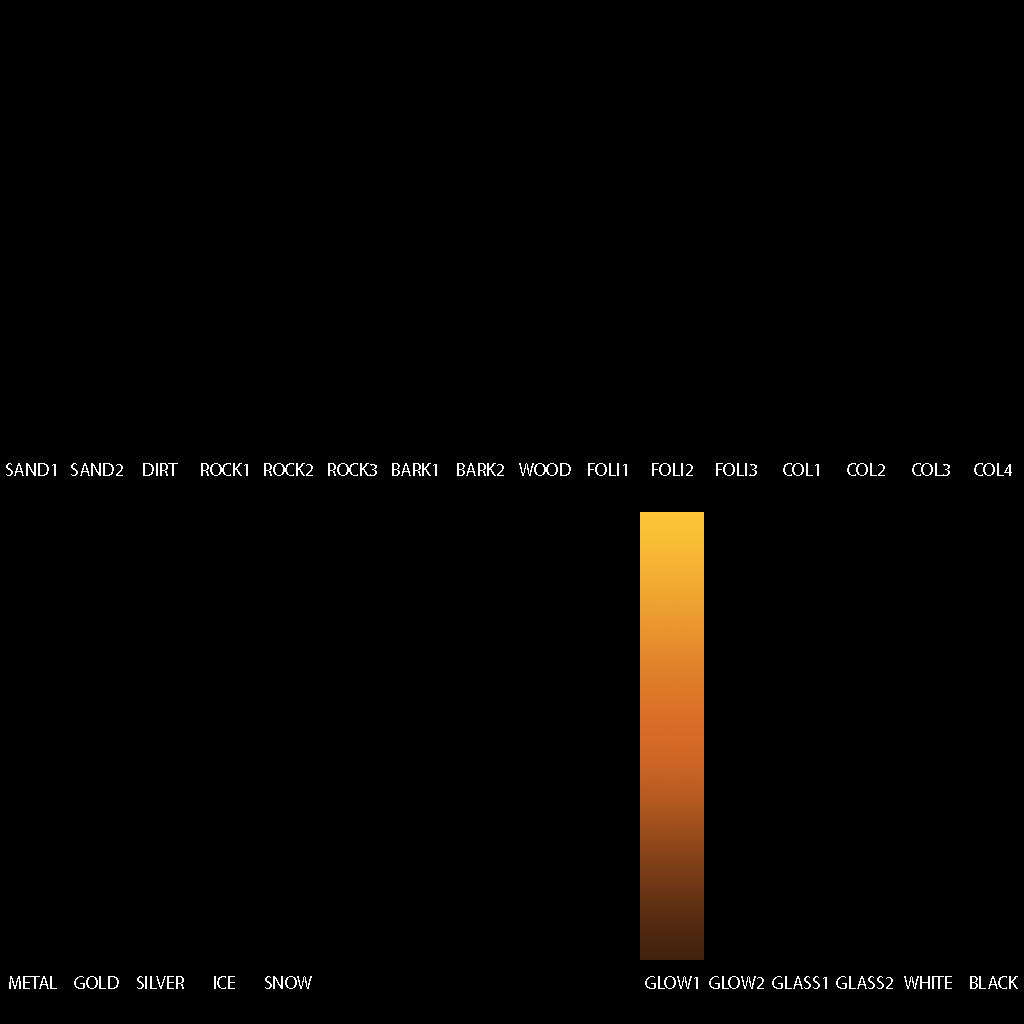 SAND1 SAND2 DIRT ROCK1 ROCK2 ROCK3 BARK1 BARK2 WOOD FOLI1 FOLI2 FOLI3 COL1 COL2 COL3 COL4
METAL GOLD SILVER ICE SNOW GLOW1 GLOW2 GLASS1 GLASS2 WHITE BLACK